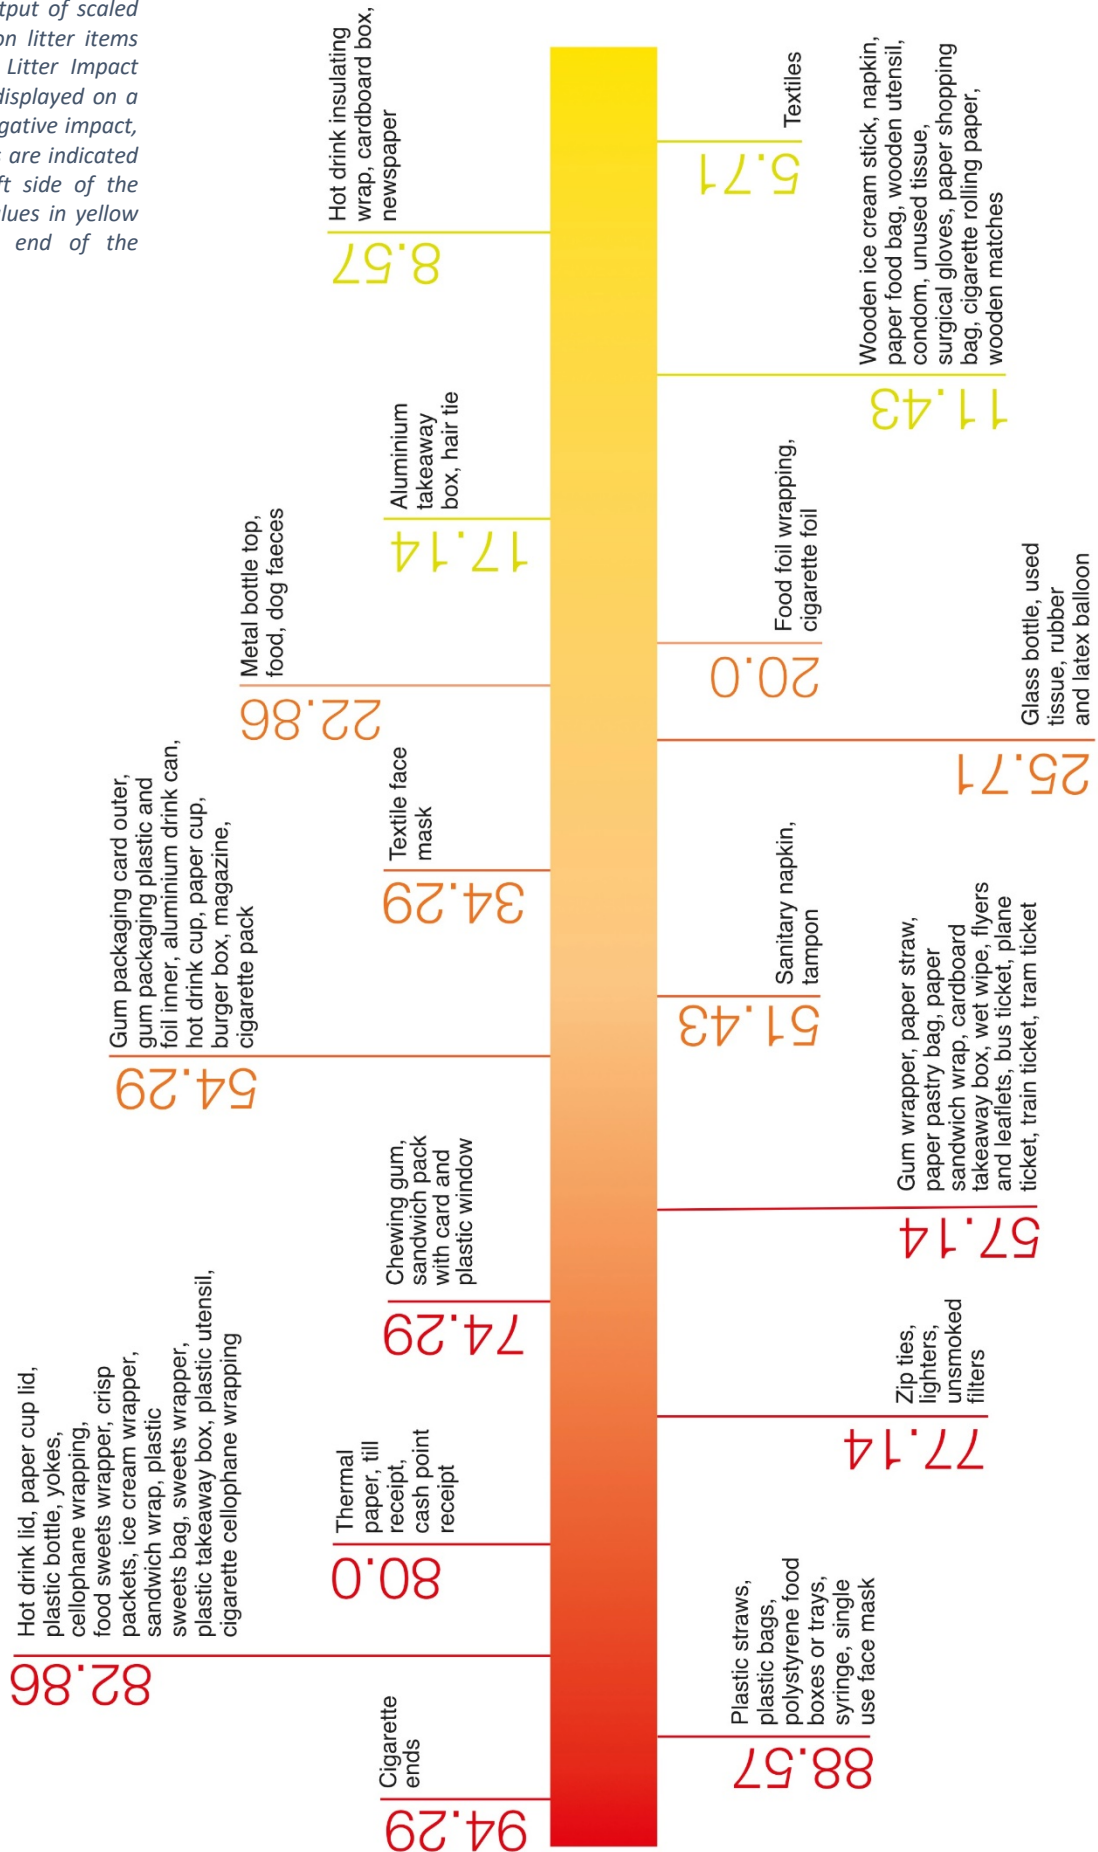 tput of scaled
on litter items
Litter Impact
displayed on a
gative impact,
s are indicated
ft side of the
lues in yellow
end of the
94.29
Cigarette
ends
88.57
Plastic straws,
plastic bags,
polystyrene food
boxes or trays,
syringe, single
use face mask
82.86
Hot drink lid, paper cup lid,
plastic bottle, yokes,
cellophane wrapping,
food sweets wrapper, crisp
packets, ice cream wrapper,
sandwich wrap, plastic
sweets bag, sweets wrapper,
plastic takeaway box, plastic utensil,
cigarette cellophane wrapping
80.0
Thermal
paper, till
receipt,
cash point
receipt
77.14
Zip ties,
lighters,
unsmoked
filters
74.29
Chewing gum,
sandwich pack
with card and
plastic window
57.14
Gum wrapper, paper straw,
paper pastry bag, paper
sandwich wrap, cardboard
takeaway box, wet wipe, flyers
and leaflets, bus ticket, plane
ticket, train ticket, tram ticket
54.29
Gum packaging card outer,
gum packaging plastic and
foil inner, aluminium drink can,
hot drink cup, paper cup,
burger box, magazine,
cigarette pack
51.43
Sanitary napkin,
tampon
34.29
Textile face
mask
25.71
Glass bottle, used
tissue, rubber
and latex balloon
22.86
Metal bottle top,
food, dog faeces
20.0
Food foil wrapping,
cigarette foil
17.14
Aluminium
takeaway
box, hair tie
11.43
Wooden ice cream stick, napkin,
paper food bag, wooden utensil,
condom, unused tissue,
surgical gloves, paper shopping
bag, cigarette rolling paper,
wooden matches
8.57
Hot drink insulating
wrap, cardboard box,
newspaper
5.71
Textiles